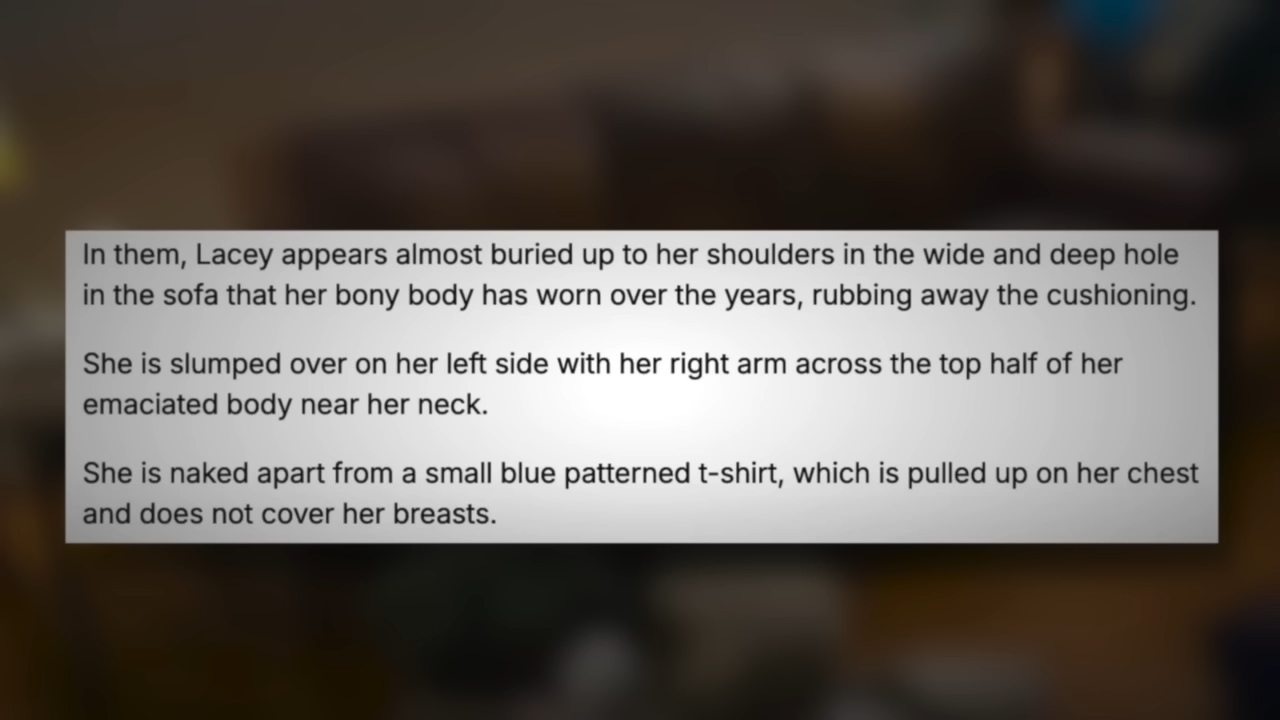 In them, Lacey appears almost buried up to her shoulders in the wide and deep hole
in the sofa that her bony body has worn over the years, rubbing away the cushioning.
She is slumped over on her left side with her right arm across the top half of her
emaciated body near her neck.
She is naked apart from a small blue patterned t-shirt, which is pulled up on her chest
and does not cover her breasts.